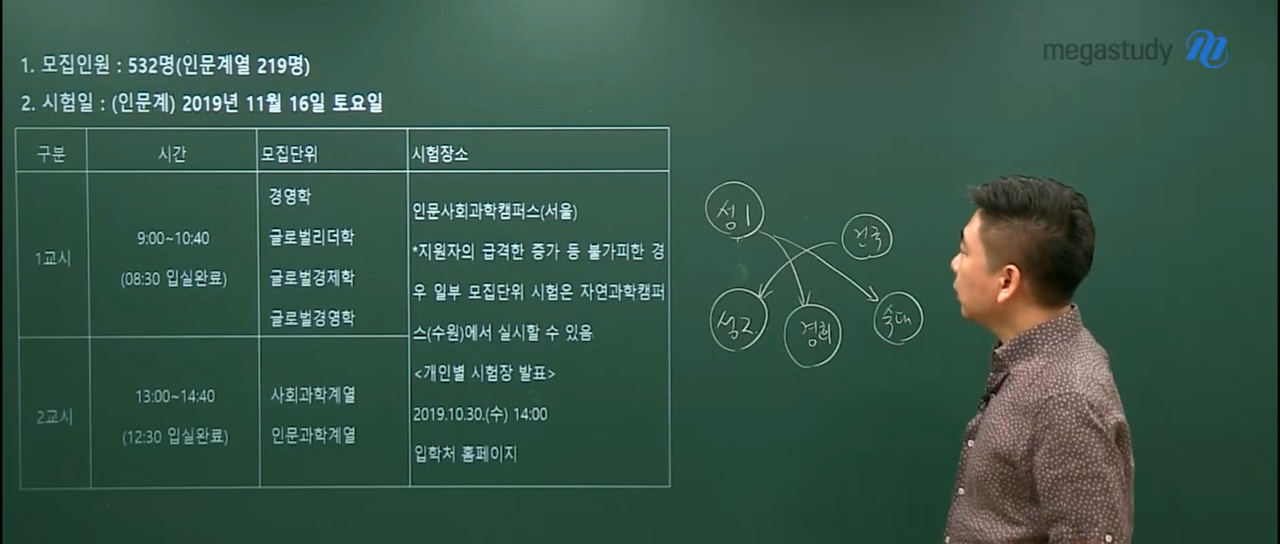 megastudy
1. 모집인원 : 532명(인문계열 219명)
2. 시험일 : (인문계) 2019년 11월 16일 토요일
구분 시간 모집단위 시험장소
1교시
9:00~10:40
(08:30 입실완료)
경영학
글로벌리더학
글로벌경제학
글로벌경영학
인문사회과학캠퍼스(서울)
*지원자의 급격한 증가 등 불가피한 경
우 일부 모집단위 시험은 자연과학캠퍼
스(수원)에서 실시할 수 있음
<개인별 시험장 발표>
2019.10.30.(수) 14:00
입학처 홈페이지
2교시
13:00~14:40
(12:30 입실완료)
사회과학계열
인문과학계열
성1
건국
성2
경희
숙대